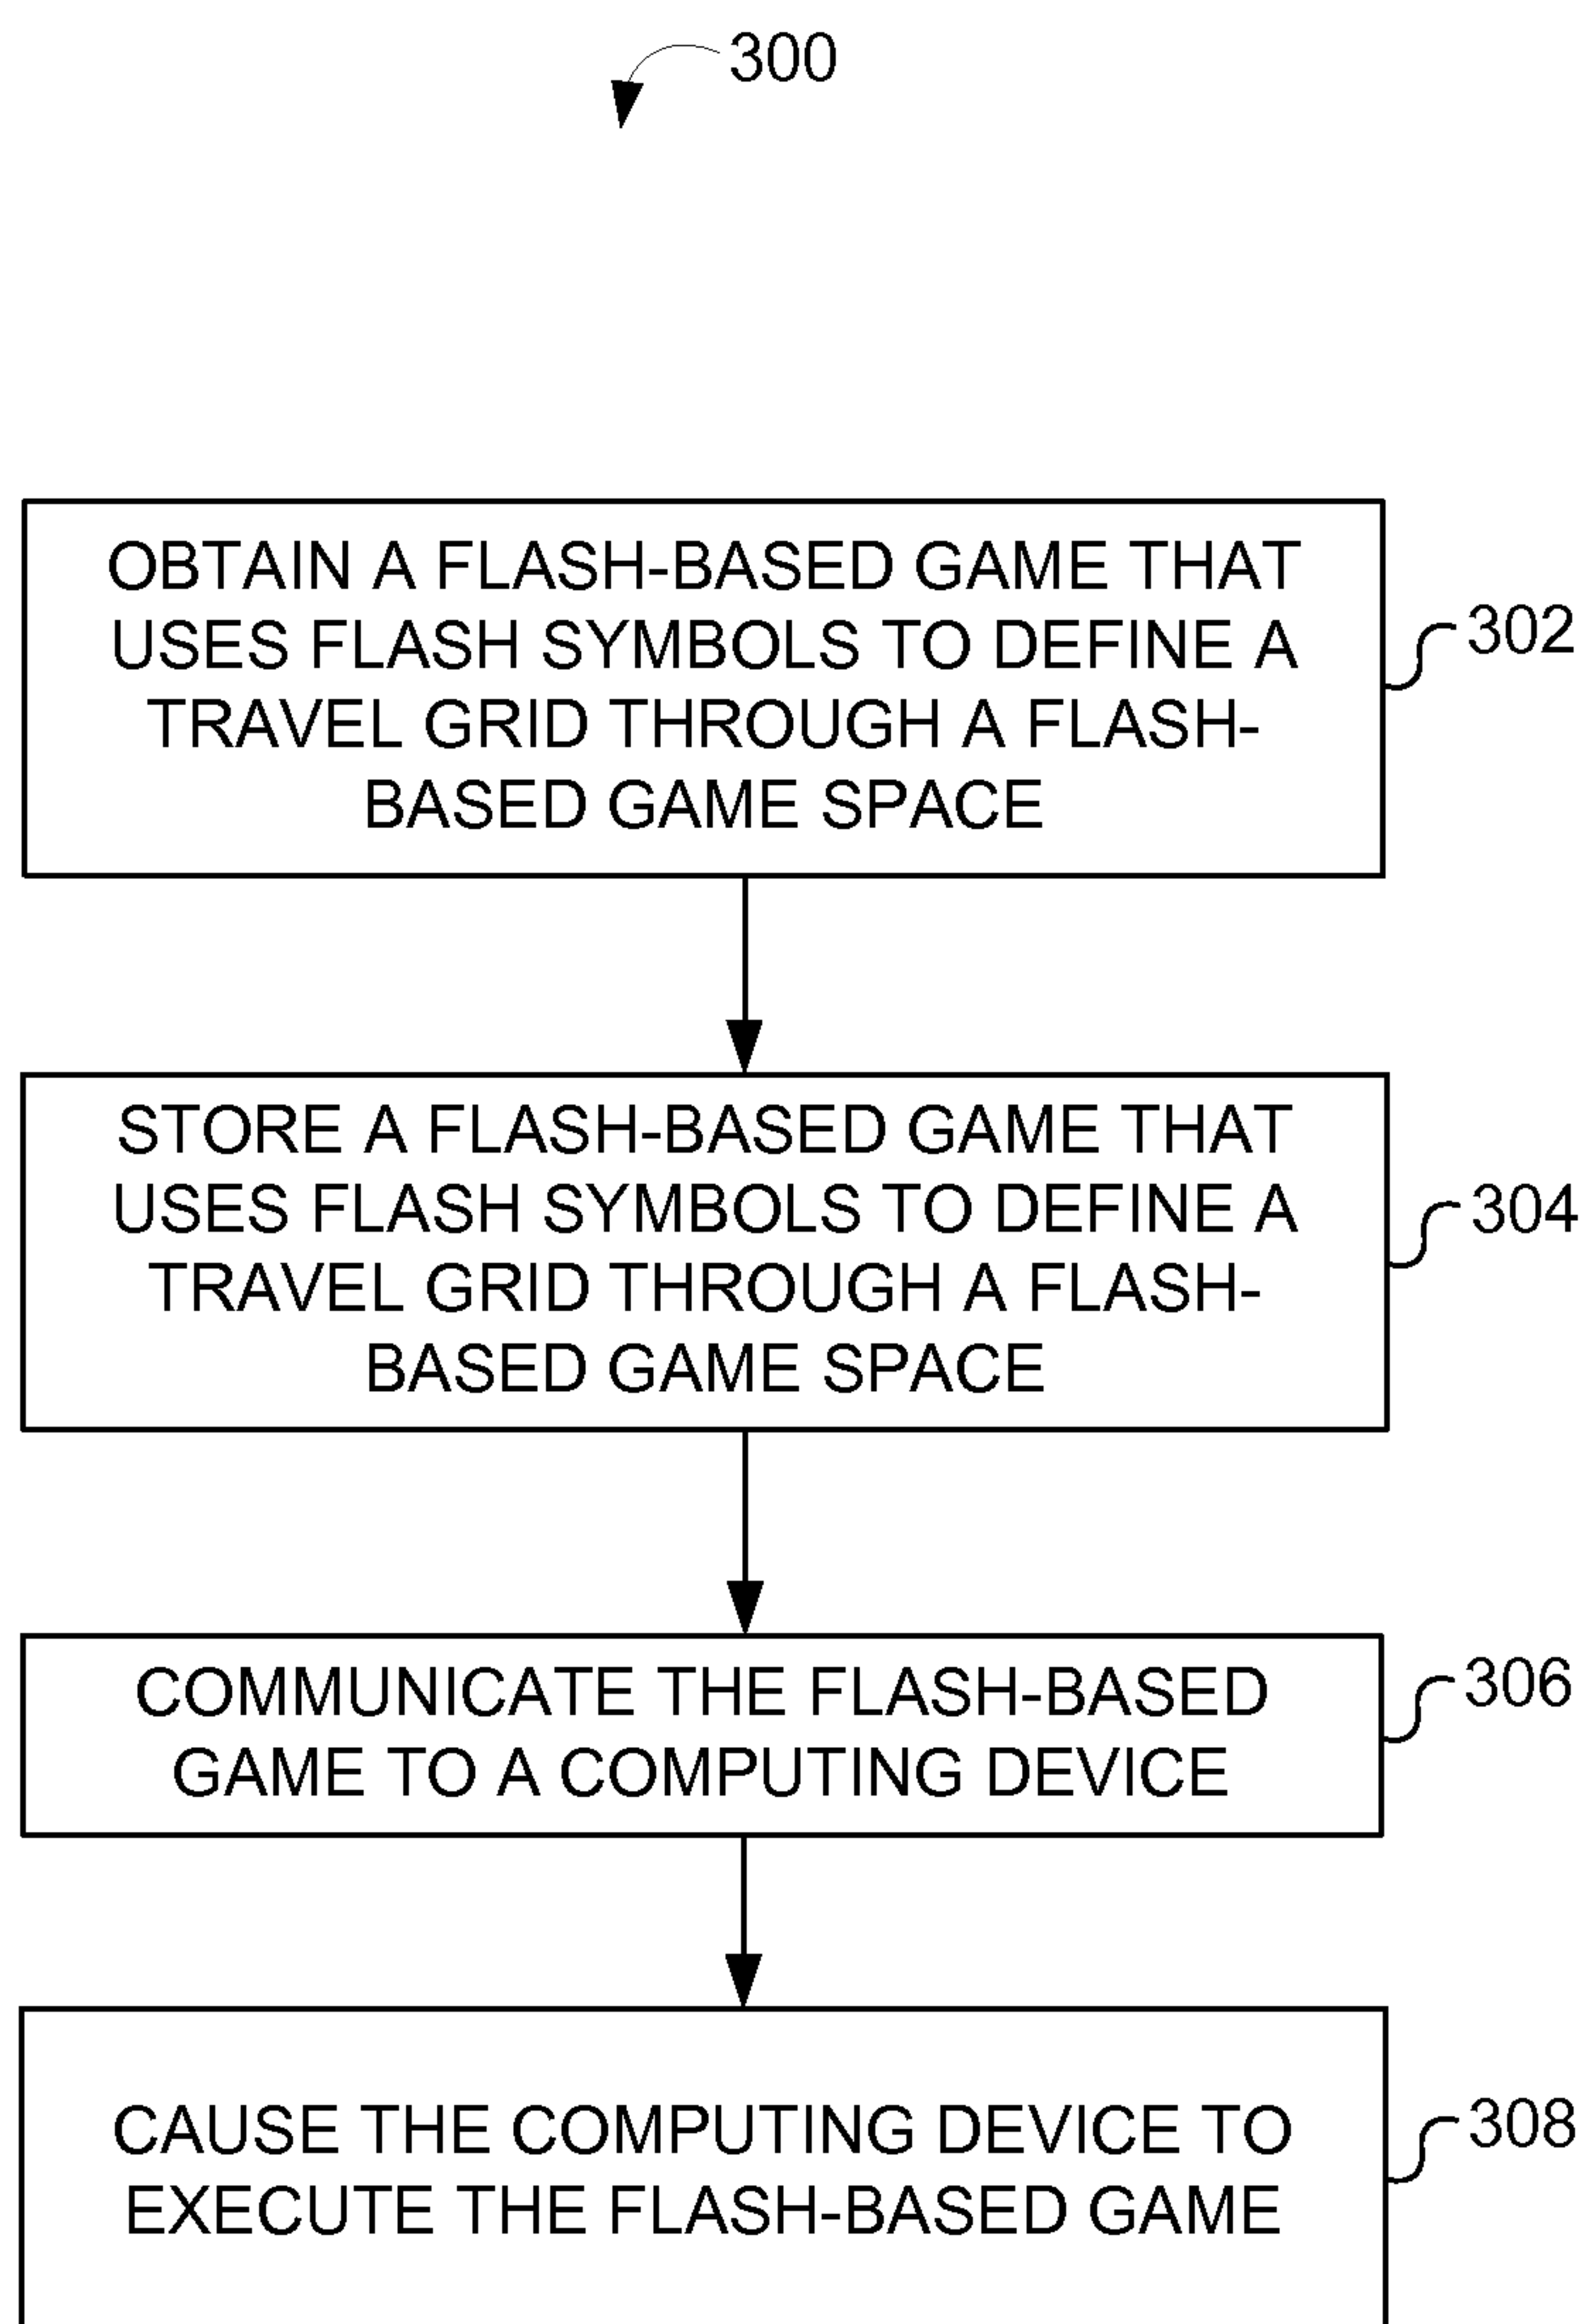 300
OBTAIN A FLASH-BASED GAME THAT
USES FLASH SYMBOLS TO DEFINE A
TRAVEL GRID THROUGH A FLASH-
BASED GAME SPACE
302
STORE A FLASH-BASED GAME THAT
USES FLASH SYMBOLS TO DEFINE A
TRAVEL GRID THROUGH A FLASH-
BASED GAME SPACE
304
COMMUNICATE THE FLASH-BASED
GAME TO A COMPUTING DEVICE
306
CAUSE THE COMPUTING DEVICE TO
EXECUTE THE FLASH-BASED GAME
308